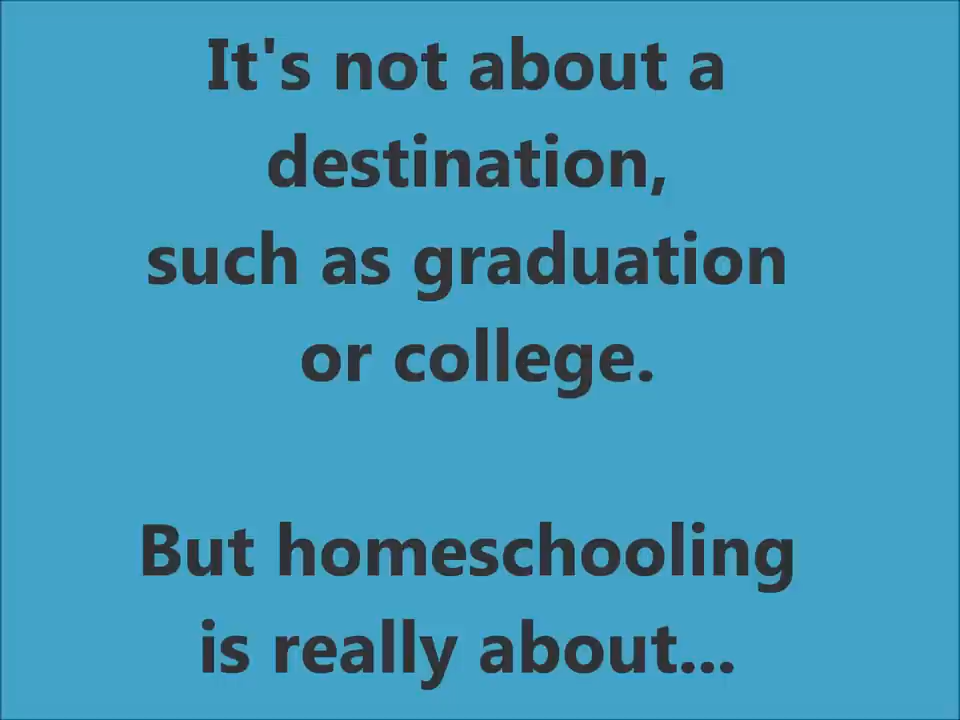 It's not about a
destination,
such as graduation
or college.
But homeschooling
is really about...